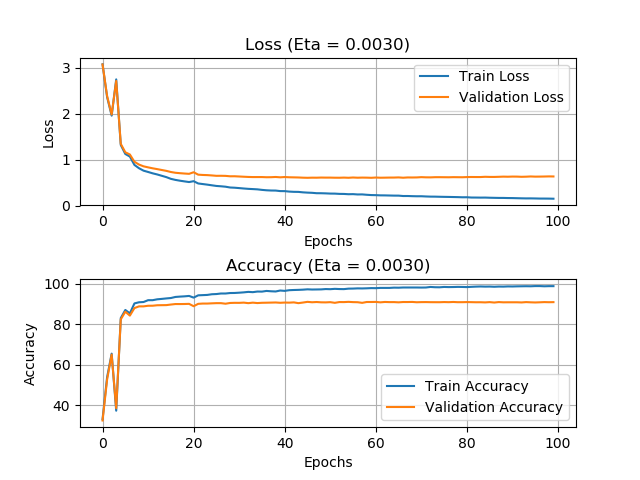 Loss (Eta = 0.0030)
3
2
1
0
Loss
Train Loss
Validation Loss
0 20 40 60 80 100
Epochs
Accuracy (Eta = 0.0030)
100
80
60
40
Accuracy
Train Accuracy
Validation Accuracy
0 20 40 60 80 100
Epochs